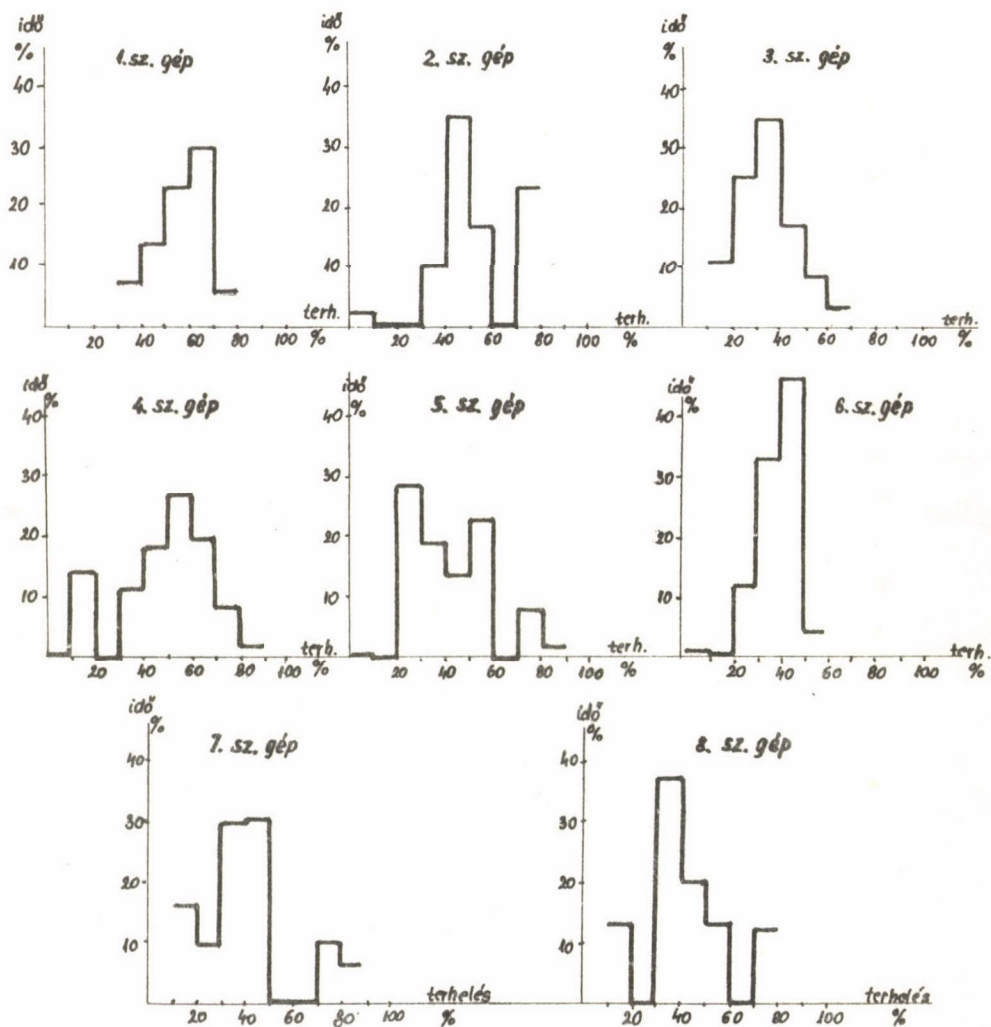 idő
%
1. sz. gép
40
30
20
10
20 40 60 80 100
terh.
%
idő
%
2. sz. gép
40
30
20
10
20 40 60 80 100
terh.
%
idő
%
3. sz. gép
40
30
20
10
20 40 60 80 100
terh.
%
idő
%
4. sz. gép
40
30
20
10
20 40 60 80 100
terh.
%
idő
%
5. sz. gép
40
30
20
10
20 40 60 80 100
terh.
%
idő
%
6. sz. gép
40
30
20
10
20 40 60 80 100
terh.
%
idő
%
7. sz. gép
40
30
20
10
20 40 60 80 100
terhelés
%
idő
%
8. sz. gép
40
30
20
10
20 40 60 80 100
terhelés
%